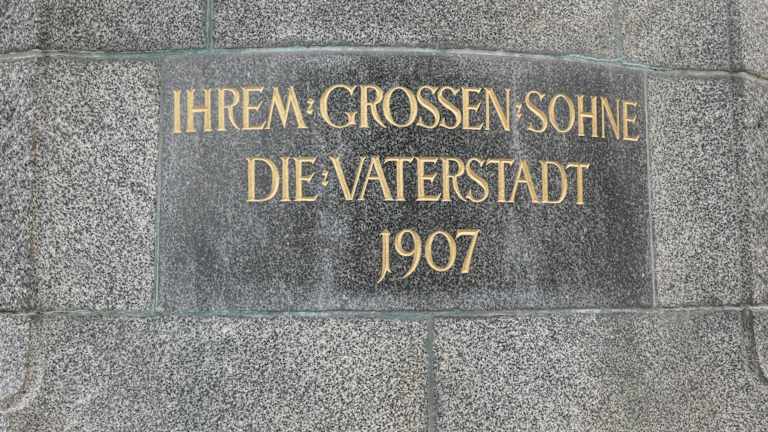 IHREM : GROSSEN : SOHNE
DIE : VATERSTADT
1907